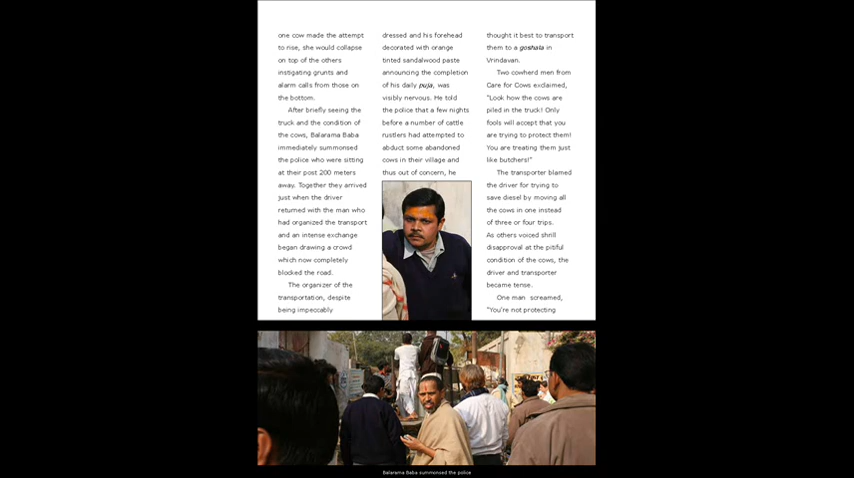 one cow made the attempt
to rise, she would collapse
on top of the others
instigating grunts and
alarm calls from those on
the bottom.
After briefly seeing the
truck and the condition of
the cows, Balarama Baba
immediately summonsed
the police who were sitting
at their post 200 meters
away. Together they arrived
just when the driver
returned with the man who
had organized the transport
and an intense exchange
began drawing a crowd
which now completely
blocked the road.
The organizer of the
transportation, despite
being impeccably
dressed and his forehead
decorated with orange
tinted sandalwood paste
announcing the completion
of his daily puja, was
visibly nervous. He told
the police that a few nights
before a number of cattle
rustlers had attempted to
abduct some abandoned
cows in their village and
thus out of concern, he
thought it best to transport
them to a goshala in
Vrindavan.
Two cowherd men from
Care for Cows exclaimed,
"Look how the cows are
piled in the truck! Only
fools will accept that you
are trying to protect them!
You are treating them just
like butchers!"
The transporter blamed
the driver for trying to
save diesel by moving all
the cows in one instead
of three or four trips.
As others voiced shrill
disapproval at the pitiful
condition of the cows, the
driver and transporter
became tense.
One man screamed,
"You're not protecting
Balarama Baba summonsed the police